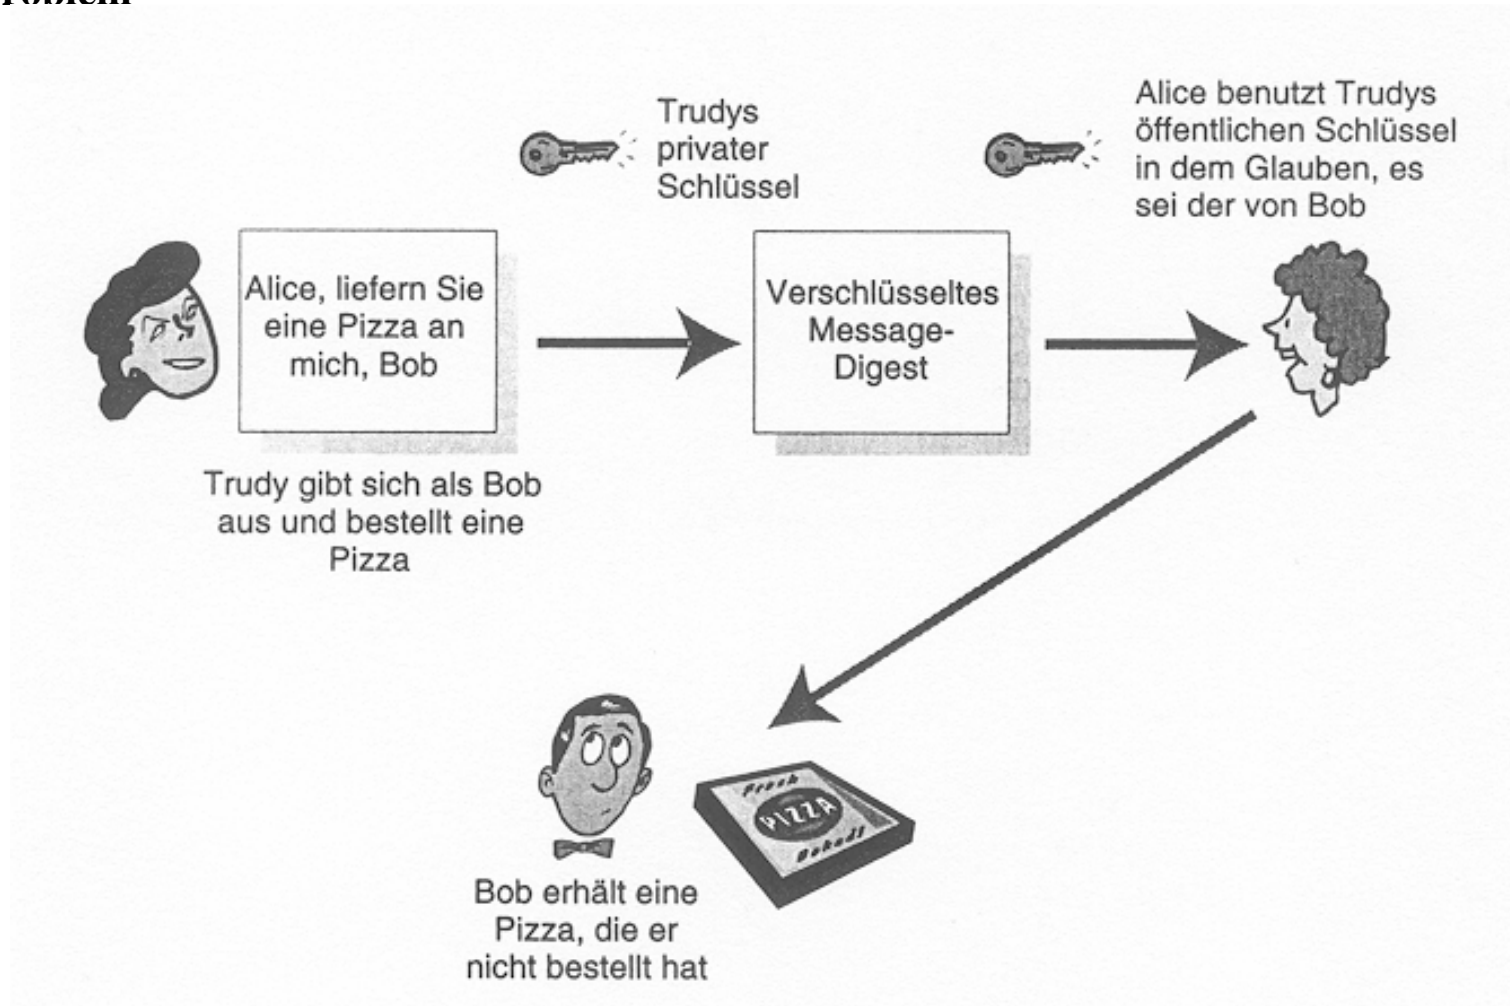 Trudys
privater
Schlüssel
Alice benutzt Trudys
öffentlichen Schlüssel
in dem Glauben, es
sei der von Bob
Alice, liefern Sie
eine Pizza an
mich, Bob
Verschlüsseltes
Message-
Digest
Trudy gibt sich als Bob
aus und bestellt eine
Pizza
Fresh
PIZZA
Bob erhält eine
Pizza, die er
nicht bestellt hat